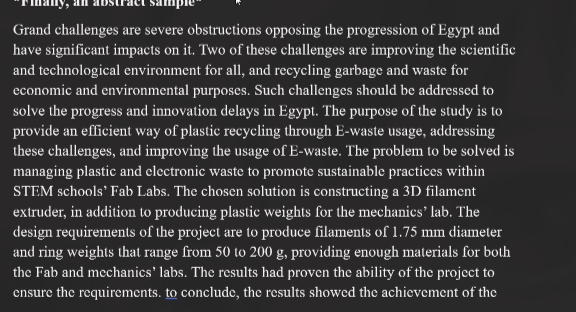 "Finally, an abstract sample"
Grand challenges are severe obstructions opposing the progression of Egypt and
have significant impacts on it. Two of these challenges are improving the scientific
and technological environment for all, and recycling garbage and waste for
economic and environmental purposes. Such challenges should be addressed to
solve the progress and innovation delays in Egypt. The purpose of the study is to
provide an efficient way of plastic recycling through E-waste usage, addressing
these challenges, and improving the usage of E-waste. The problem to be solved is
managing plastic and electronic waste to promote sustainable practices within
STEM schools' Fab Labs. The chosen solution is constructing a 3D filament
extruder, in addition to producing plastic weights for the mechanics' lab. The
design requirements of the project are to produce filaments of 1.75 mm diameter
and ring weights that range from 50 to 200 g, providing enough materials for both
the Fab and mechanics' labs. The results had proven the ability of the project to
ensure the requirements. to conclude, the results showed the achievement of the